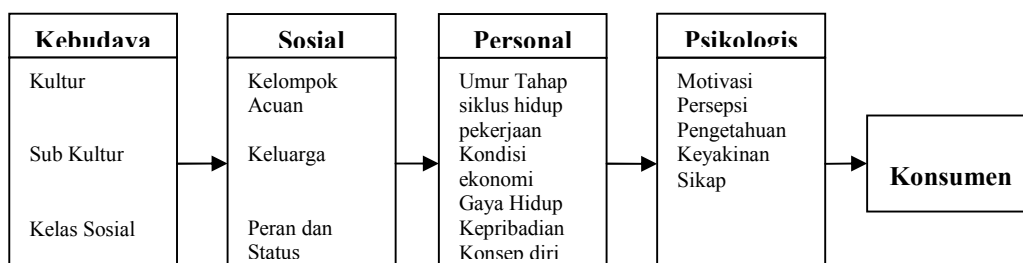 Kebudaya
Kultur
Sub Kultur
Kelas Sosial
Sosial
Kelompok
Acuan
Keluarga
Peran dan
Status
Personal
Umur Tahap
siklus hidup
pekerjaan
Kondisi
ekonomi
Gaya Hidup
Kepribadian
Konsep diri
Psikologis
Motivasi
Persepsi
Pengetahuan
Keyakinan
Sikap
Konsumen